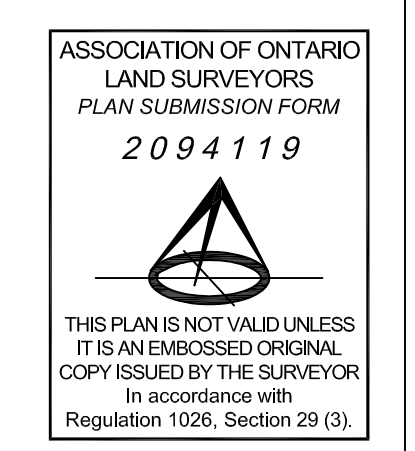 ASSOCIATION OF ONTARIO
LAND SURVEYORS
PLAN SUBMISSION FORM
2094119
THIS PLAN IS NOT VALID UNLESS
IT IS AN EMBOSSED ORIGINAL
COPY ISSUED BY THE SURVEYOR
In accordance with
Regulation 1026, Section 29 (3).